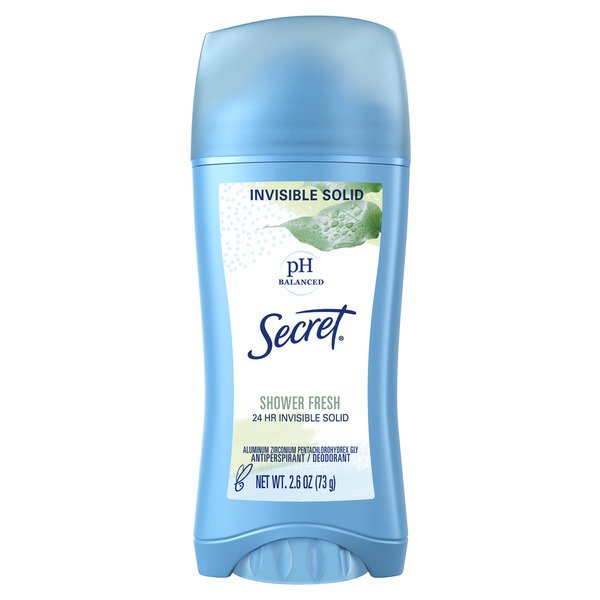 INVISIBLE SOLID
pH
BALANCED
Secret®
SHOWER FRESH
24 HR INVISIBLE SOLID
ALUMINUM ZIRCONIUM PENTACHLOROHYDREX GLY
ANTIPERSPIRANT / DEODORANT
NET WT. 2.6 OZ (73 g)